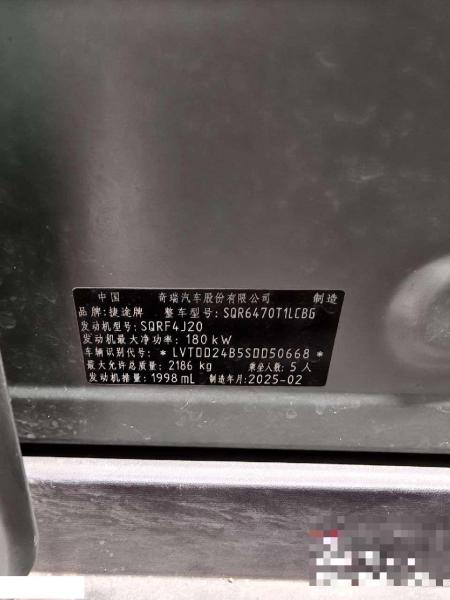 中国 奇瑞汽车股份有限公司 制造
品牌：捷途牌 整车型号：SQR6470T1LCBG
发动机型号：SQRF4J20
发动机最大净功率：180 kW
车辆识别代号：*LVTDD24B5SD050668*
最大允许总质量：2186 kg 乘坐人数：5人
发动机排量：1998 mL 制造年月：2025-02